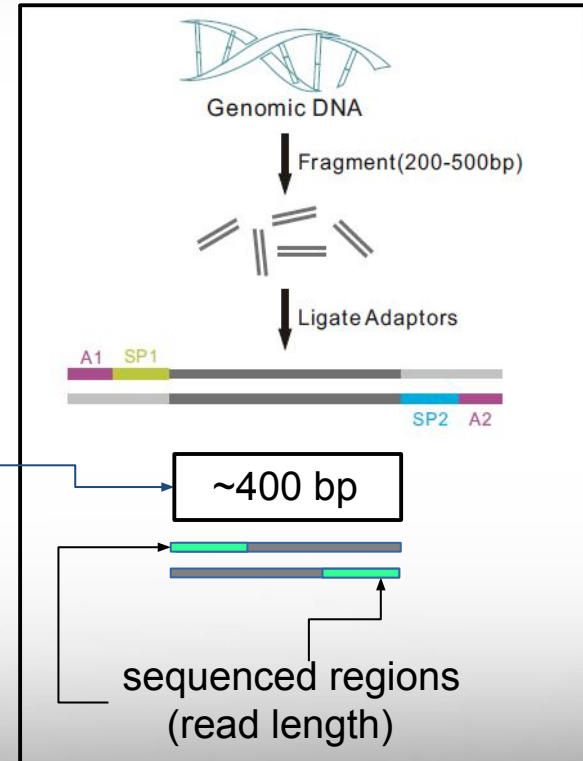 Genomic DNA
Fragment(200-500bp)
Ligate Adaptors
A1 SP1
SP2 A2
~400 bp
sequenced regions
(read length)